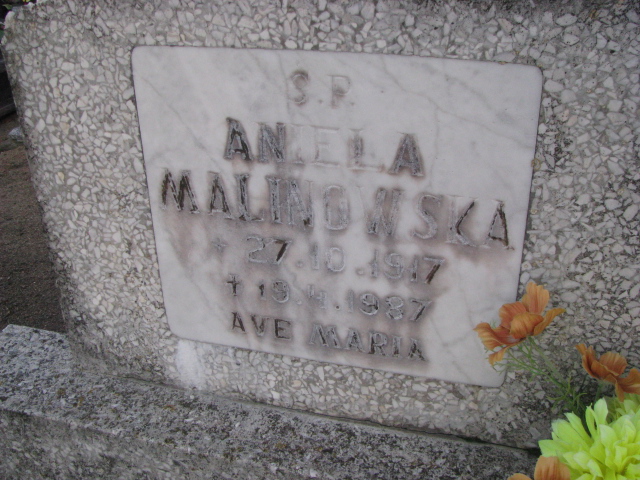 S.P.
ANIELA
MALINOWSKA
* 27.10.1917
† 19.4.1987
AVE MARIA